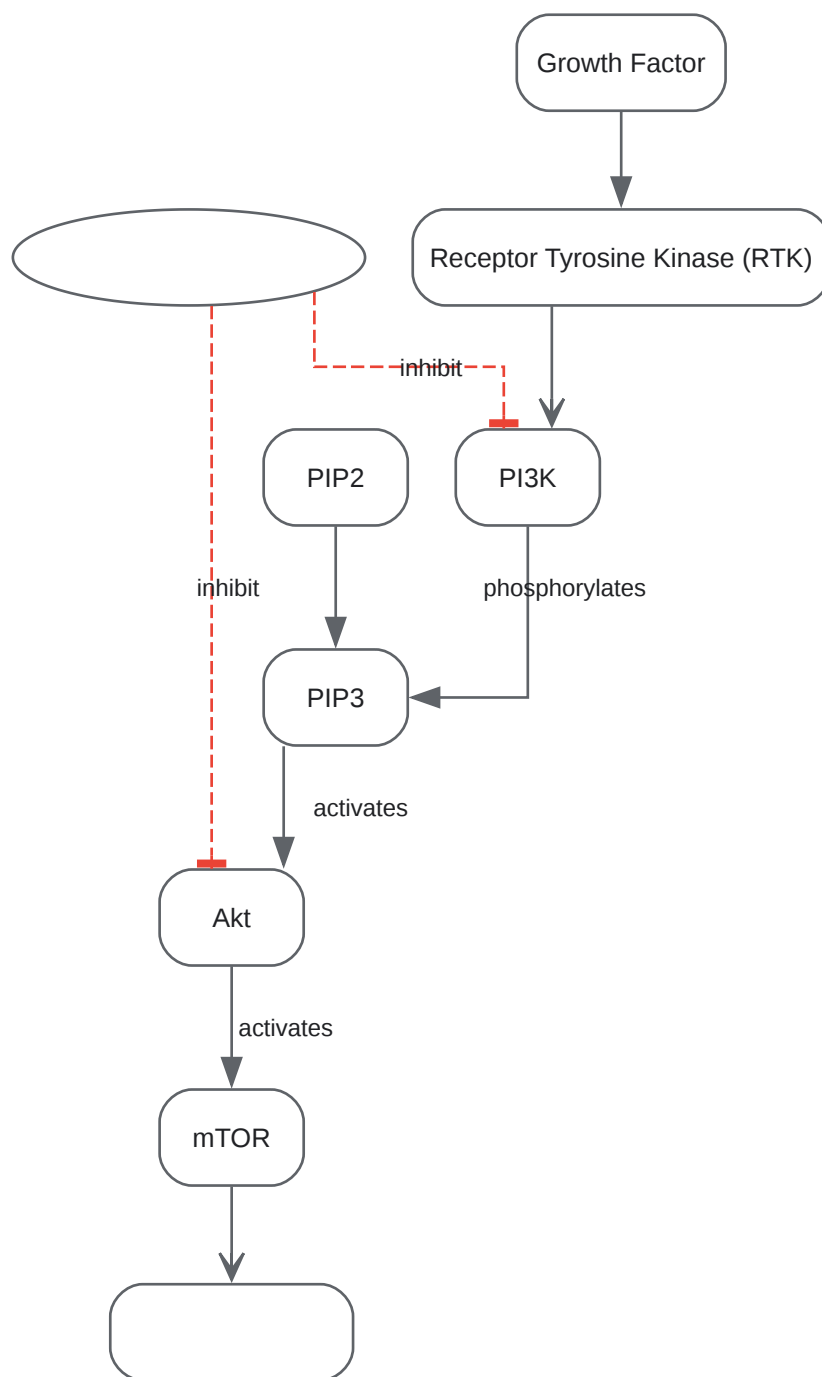 Growth Factor
Receptor Tyrosine Kinase (RTK)
inhibit
PIP2
PI3K
inhibit
phosphorylates
PIP3
activates
Akt
activates
mTOR